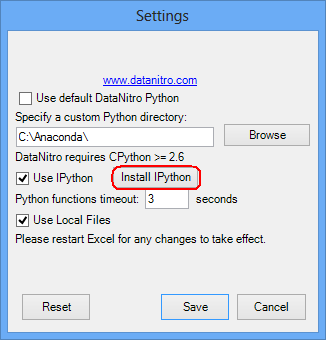 Settings
www.datanitro.com
Use default DataNitro Python
Specify a custom Python directory:
C:\Anaconda\ Browse
DataNitro requires CPython >= 2.6
Use IPython Install IPython
Python functions timeout: 3 seconds
Use Local Files
Please restart Excel for any changes to take effect.
Reset Save Cancel